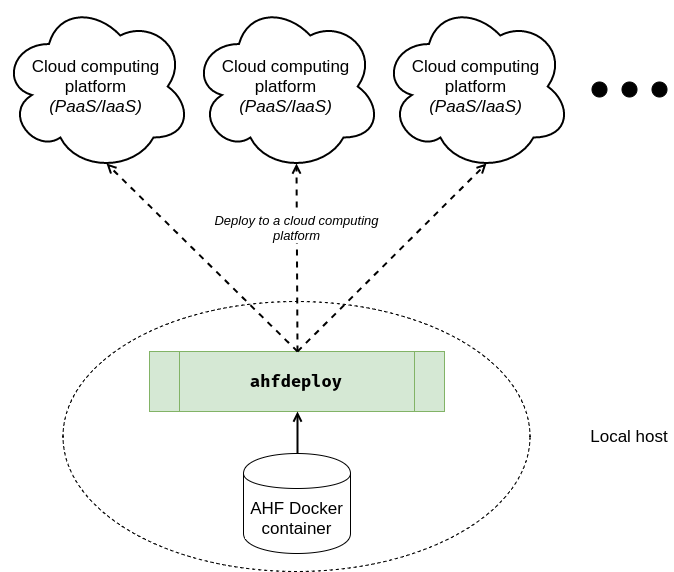 Cloud computing
platform
(PaaS/IaaS)
Cloud computing
platform
(PaaS/IaaS)
Cloud computing
platform
(PaaS/IaaS)
Deploy to a cloud computing
platform
ahfdeploy
Local host
AHF Docker
container